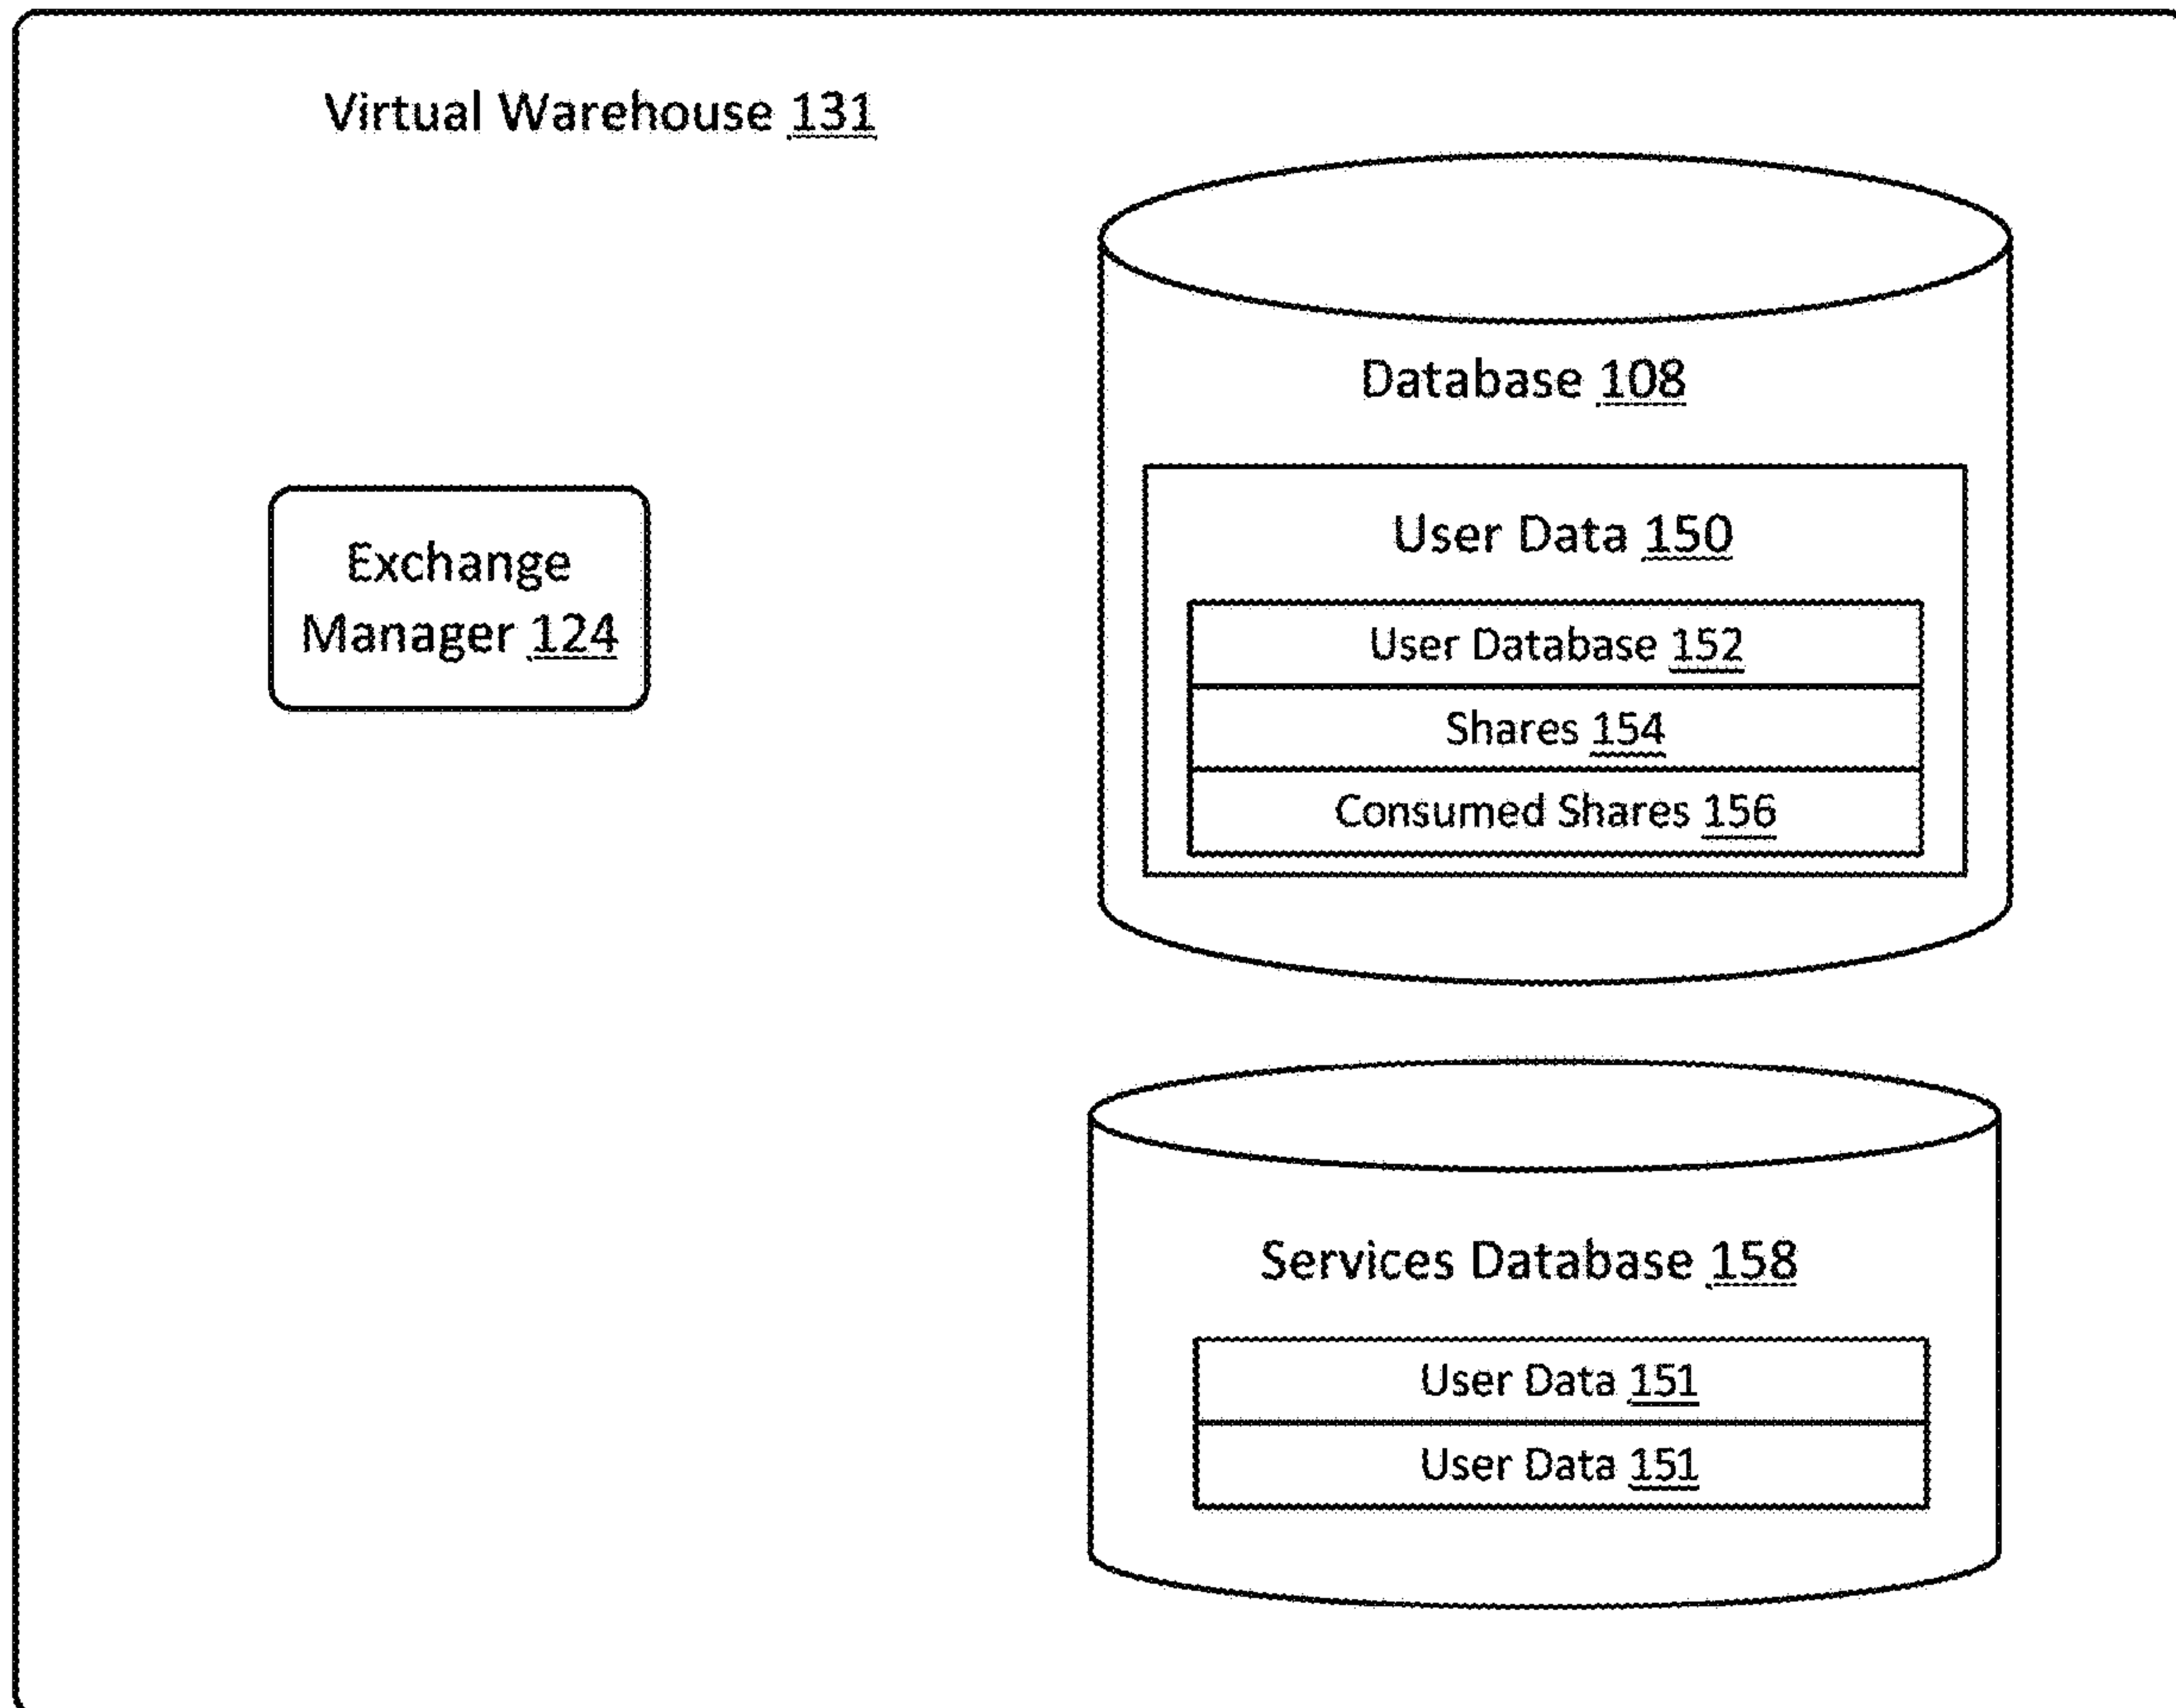 Virtual Warehouse 131
Database 108
Exchange
Manager 124
User Data 150
User Database 152
Shares 154
Consumed Shares 156
Services Database 158
User Data 151
User Data 151